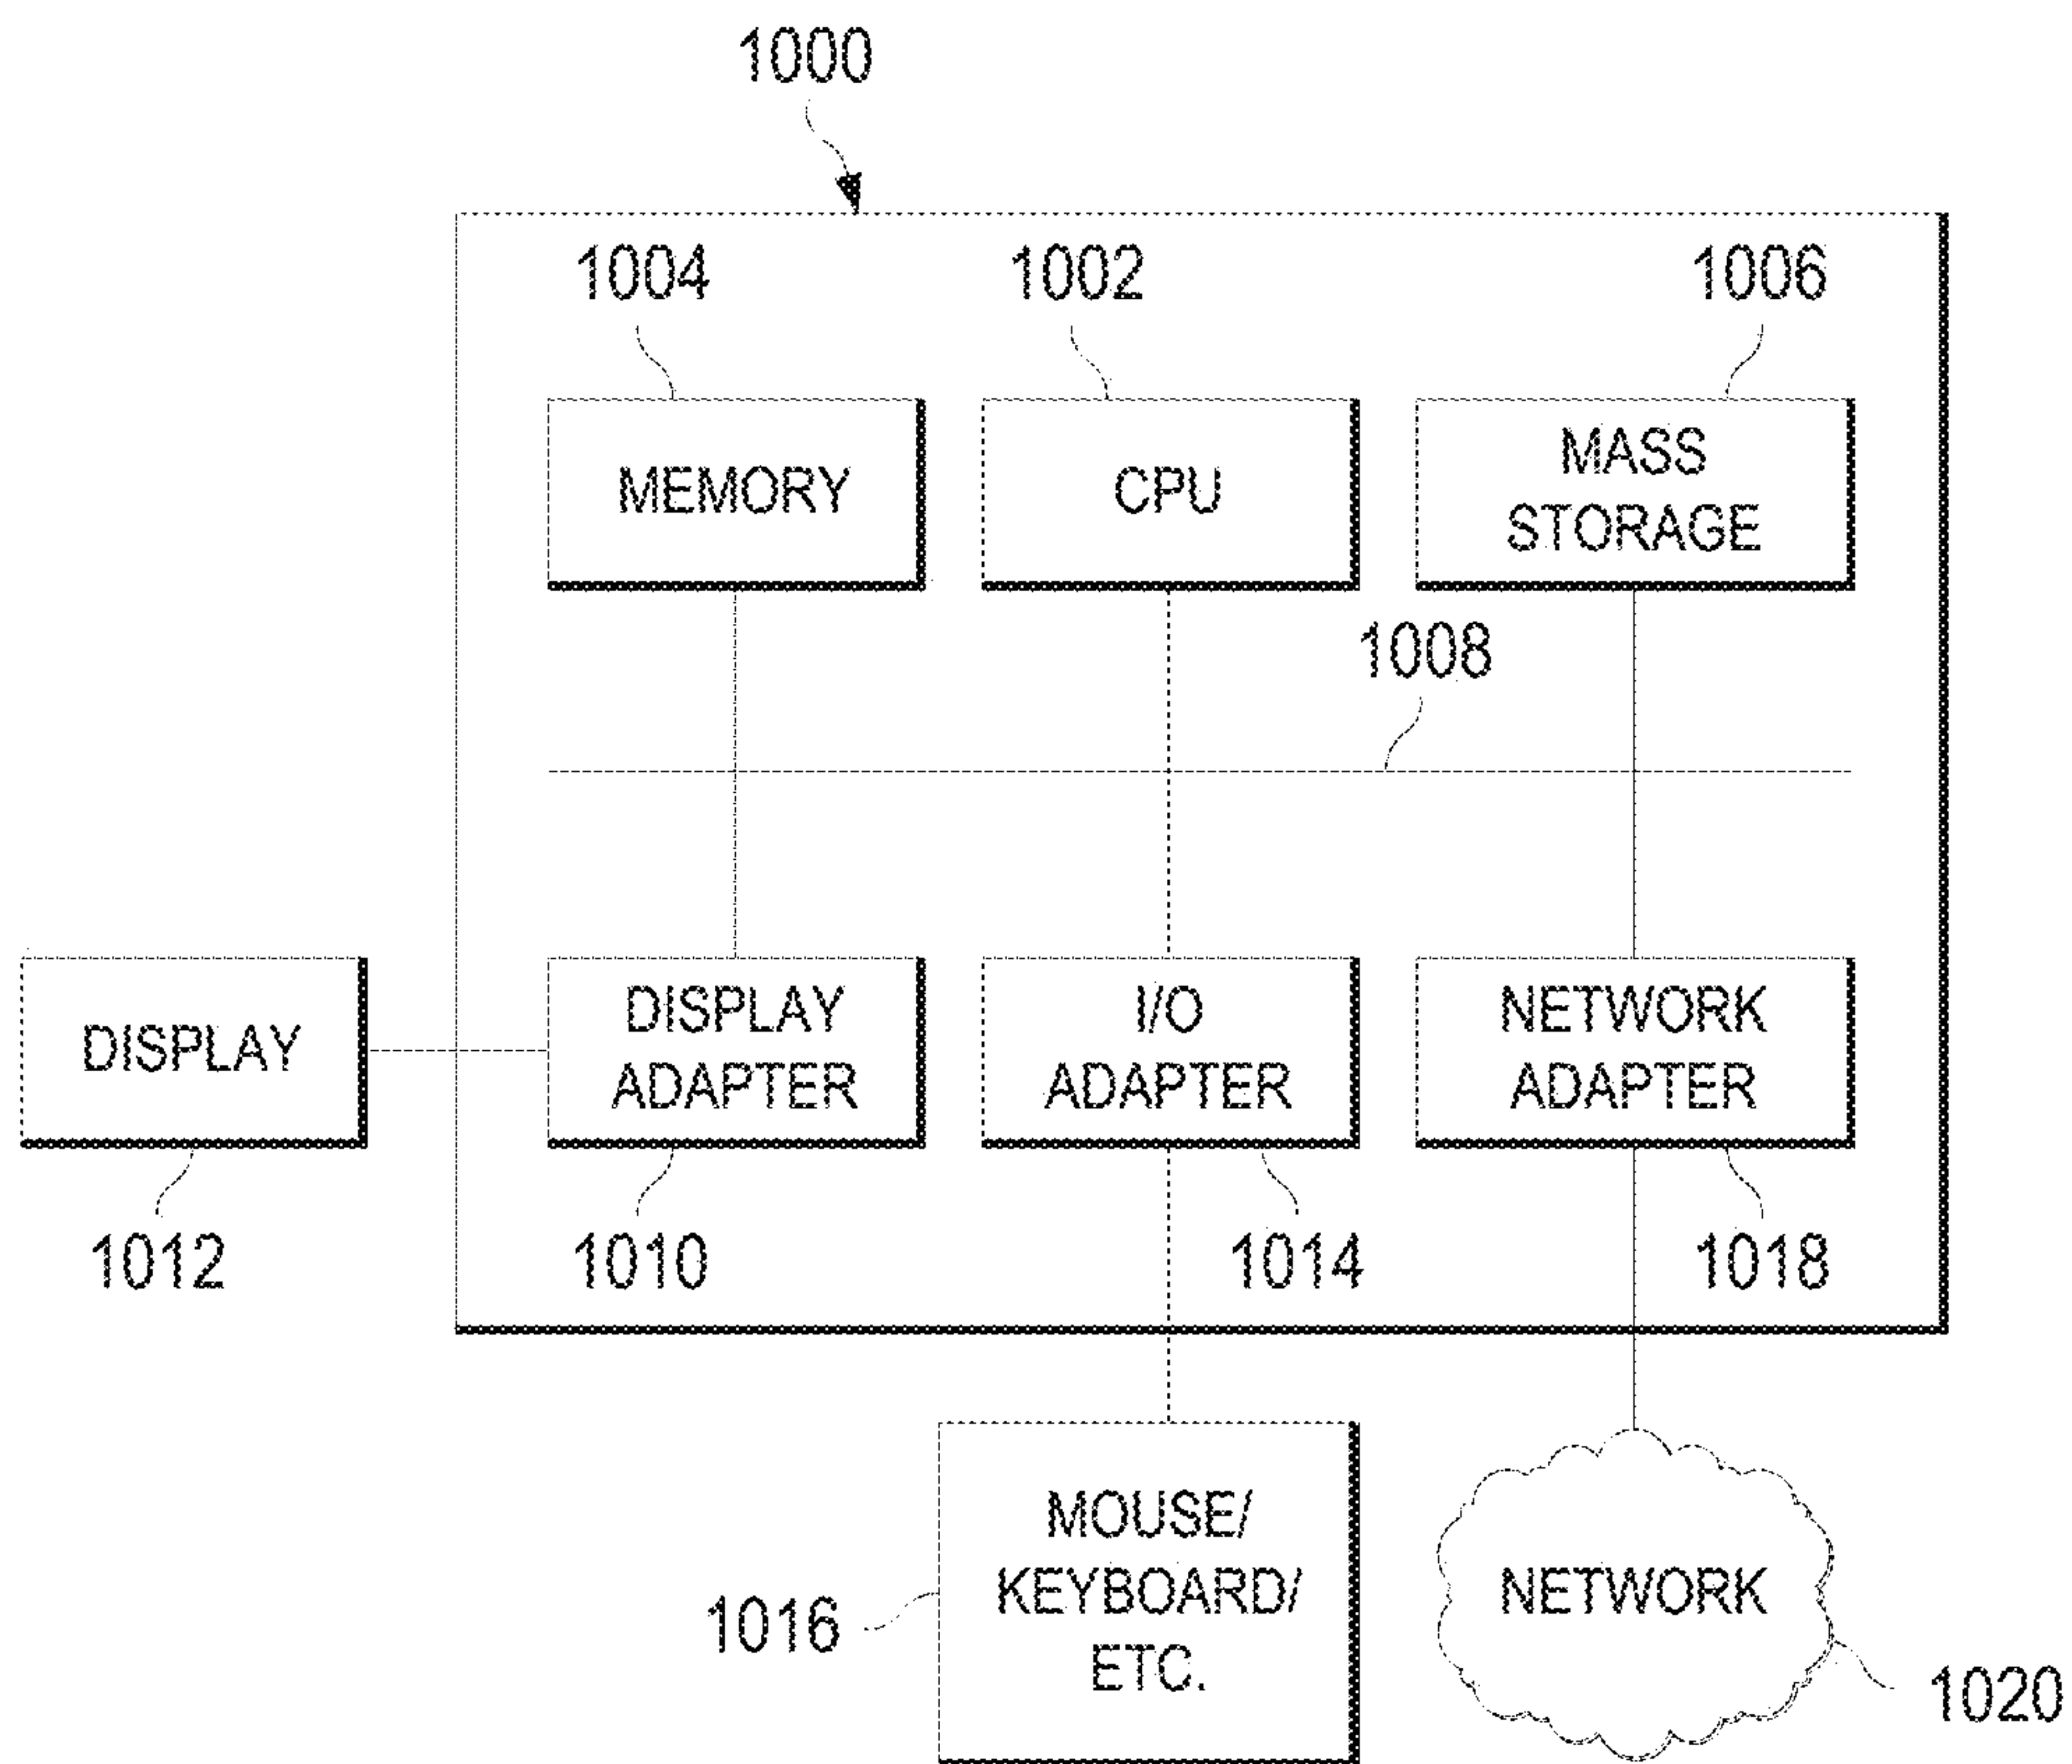 1000
1004
1002
1006
MEMORY
CPU
MASS
STORAGE
1008
DISPLAY
DISPLAY
ADAPTER
I/O
ADAPTER
NETWORK
ADAPTER
1012
1010
1014
1018
MOUSE/
KEYBOARD/
ETC.
1016
NETWORK
1020